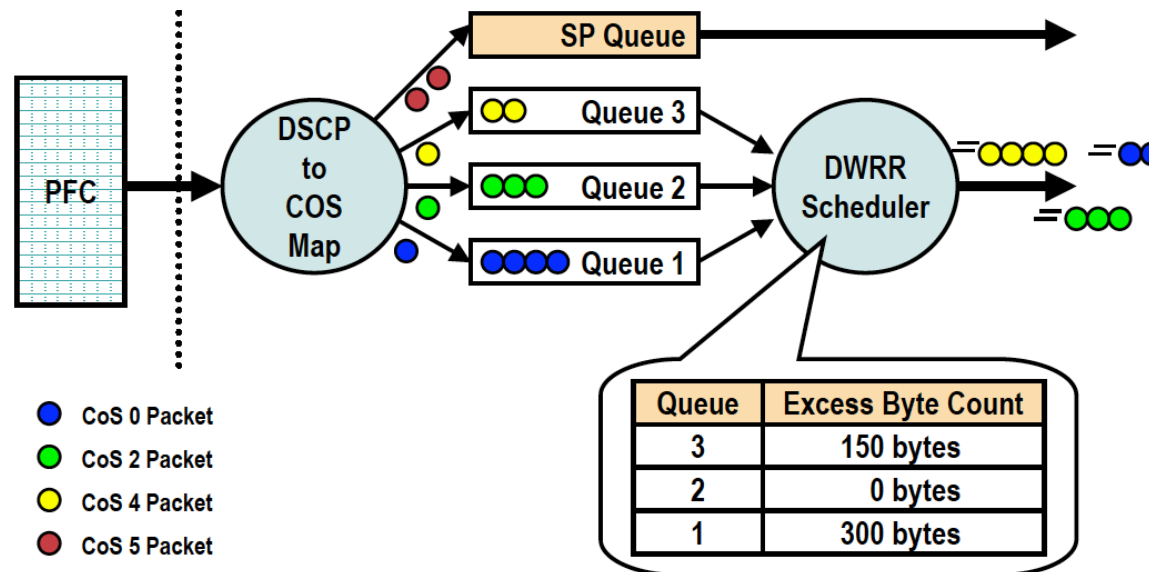 PFC
DSCP
to
COS
Map
SP Queue
Queue 3
Queue 2
Queue 1
DWRR
Scheduler
Queue Excess Byte Count
3 150 bytes
2 0 bytes
1 300 bytes
CoS 0 Packet
CoS 2 Packet
CoS 4 Packet
CoS 5 Packet